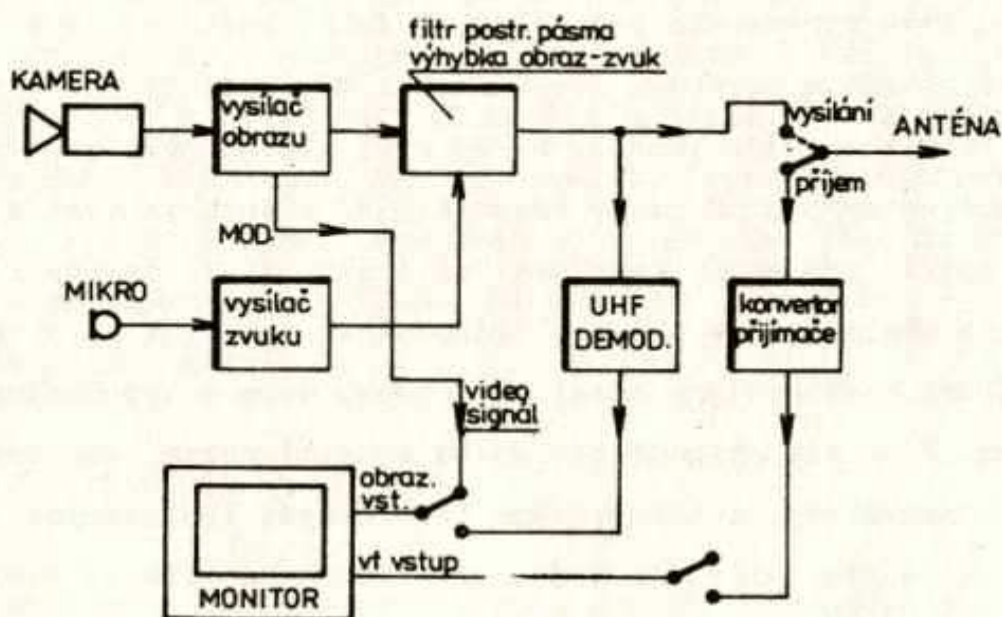 filtr postr. pásma
výhybka obraz-zvuk
KAMERA
vysílač
obrazu
vysílání
ANTÉNA
příjem
MOD.
MIKRO
vysílač
zvuku
UHF
DEMOD.
konvertor
přijímače
video
signál
obraz.
vst.
vf vstup
MONITOR